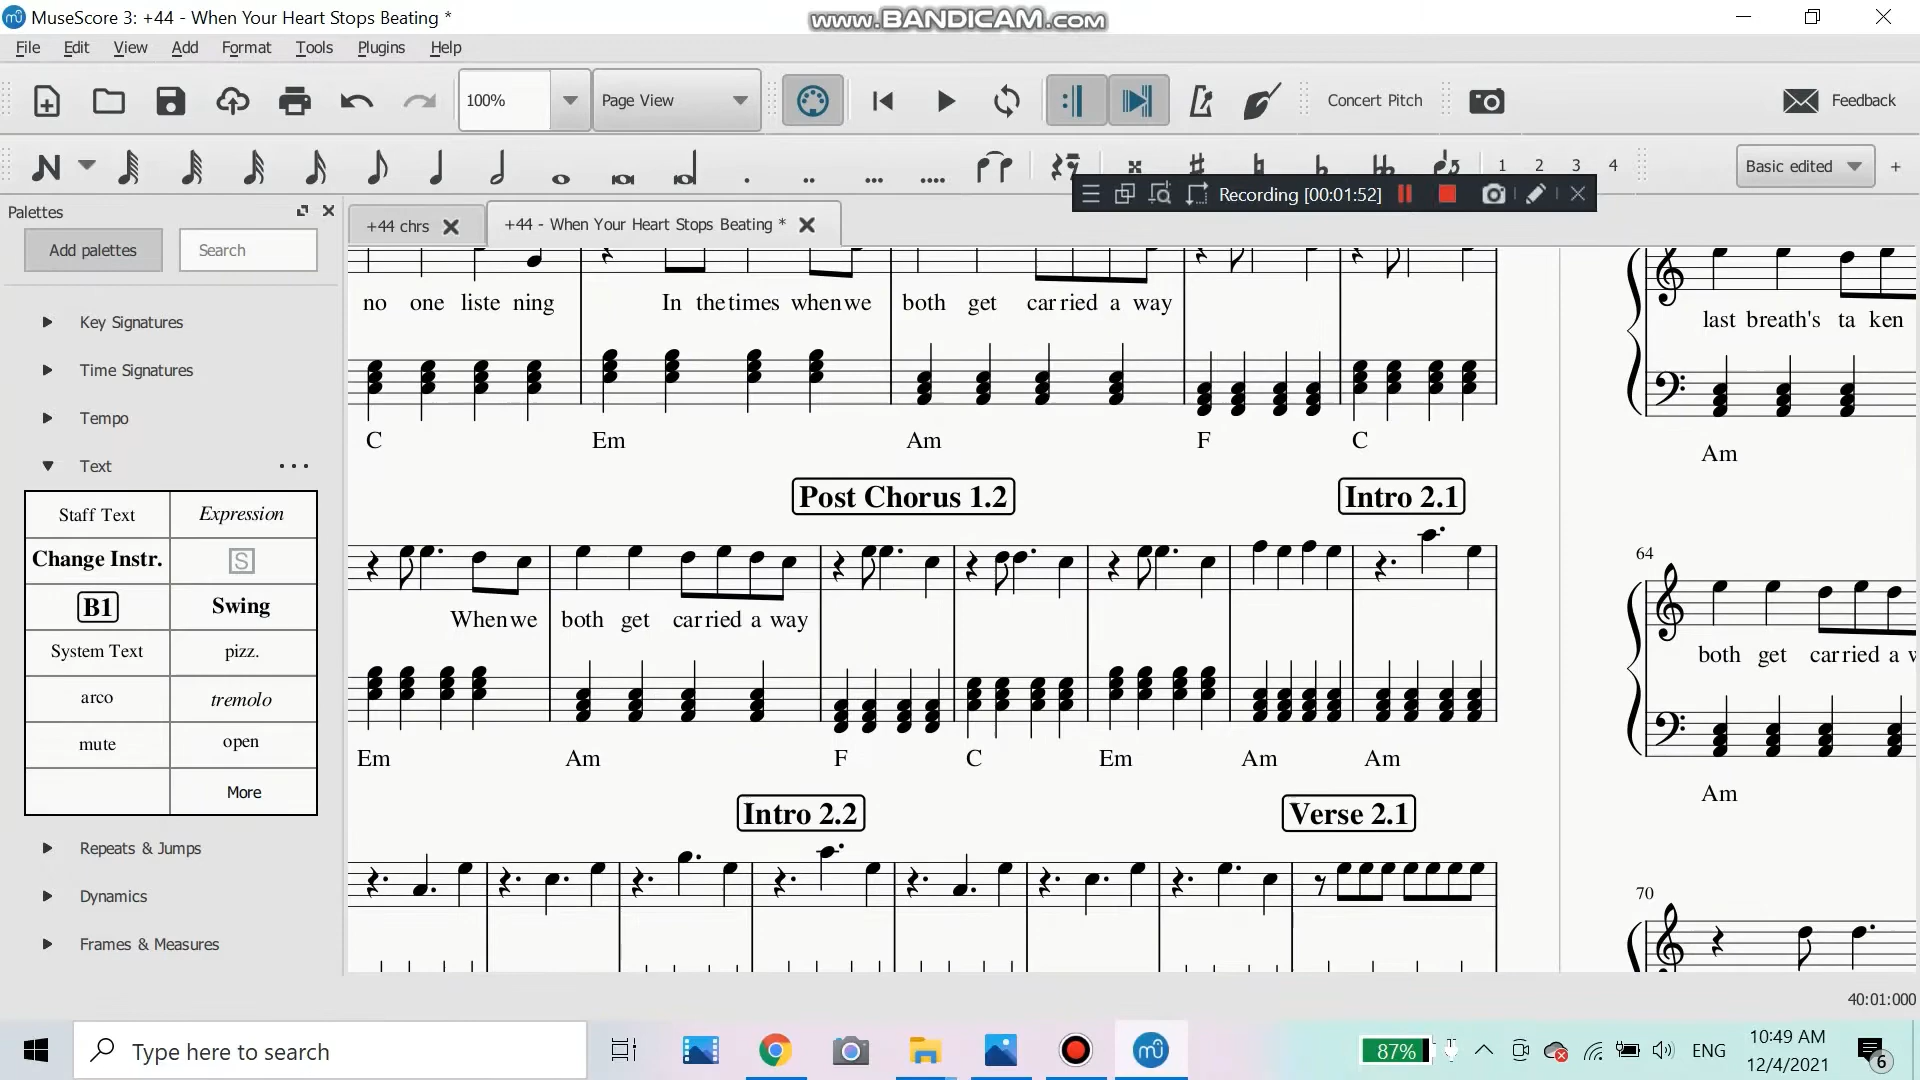 MuseScore 3: +44 - When Your Heart Stops Beating *
www.BANDICAM.com
File Edit View Add Format Tools Plugins Help
100% Page View Concert Pitch Feedback
1 2 3 4 Basic edited +
Recording [00:01:52]
Palettes
+44 chrs +44 - When Your Heart Stops Beating *
Add palettes Search
Key Signatures
Time Signatures
Tempo
Text ...
Staff Text Expression
Change Instr. S
B1 Swing
System Text pizz.
arco tremolo
mute open
More
Repeats & Jumps
Dynamics
Frames & Measures
no one liste ning In the times when we both get car ried a way
C Em Am F C
Post Chorus 1.2 Intro 2.1
When we both get car ried a way
Em Am F C Em Am Am
Intro 2.2 Verse 2.1
last breath's ta ken
Am
64
both get car ried a
Am
70
40:01:000
Type here to search
87% ENG 10:49 AM
12/4/2021
6